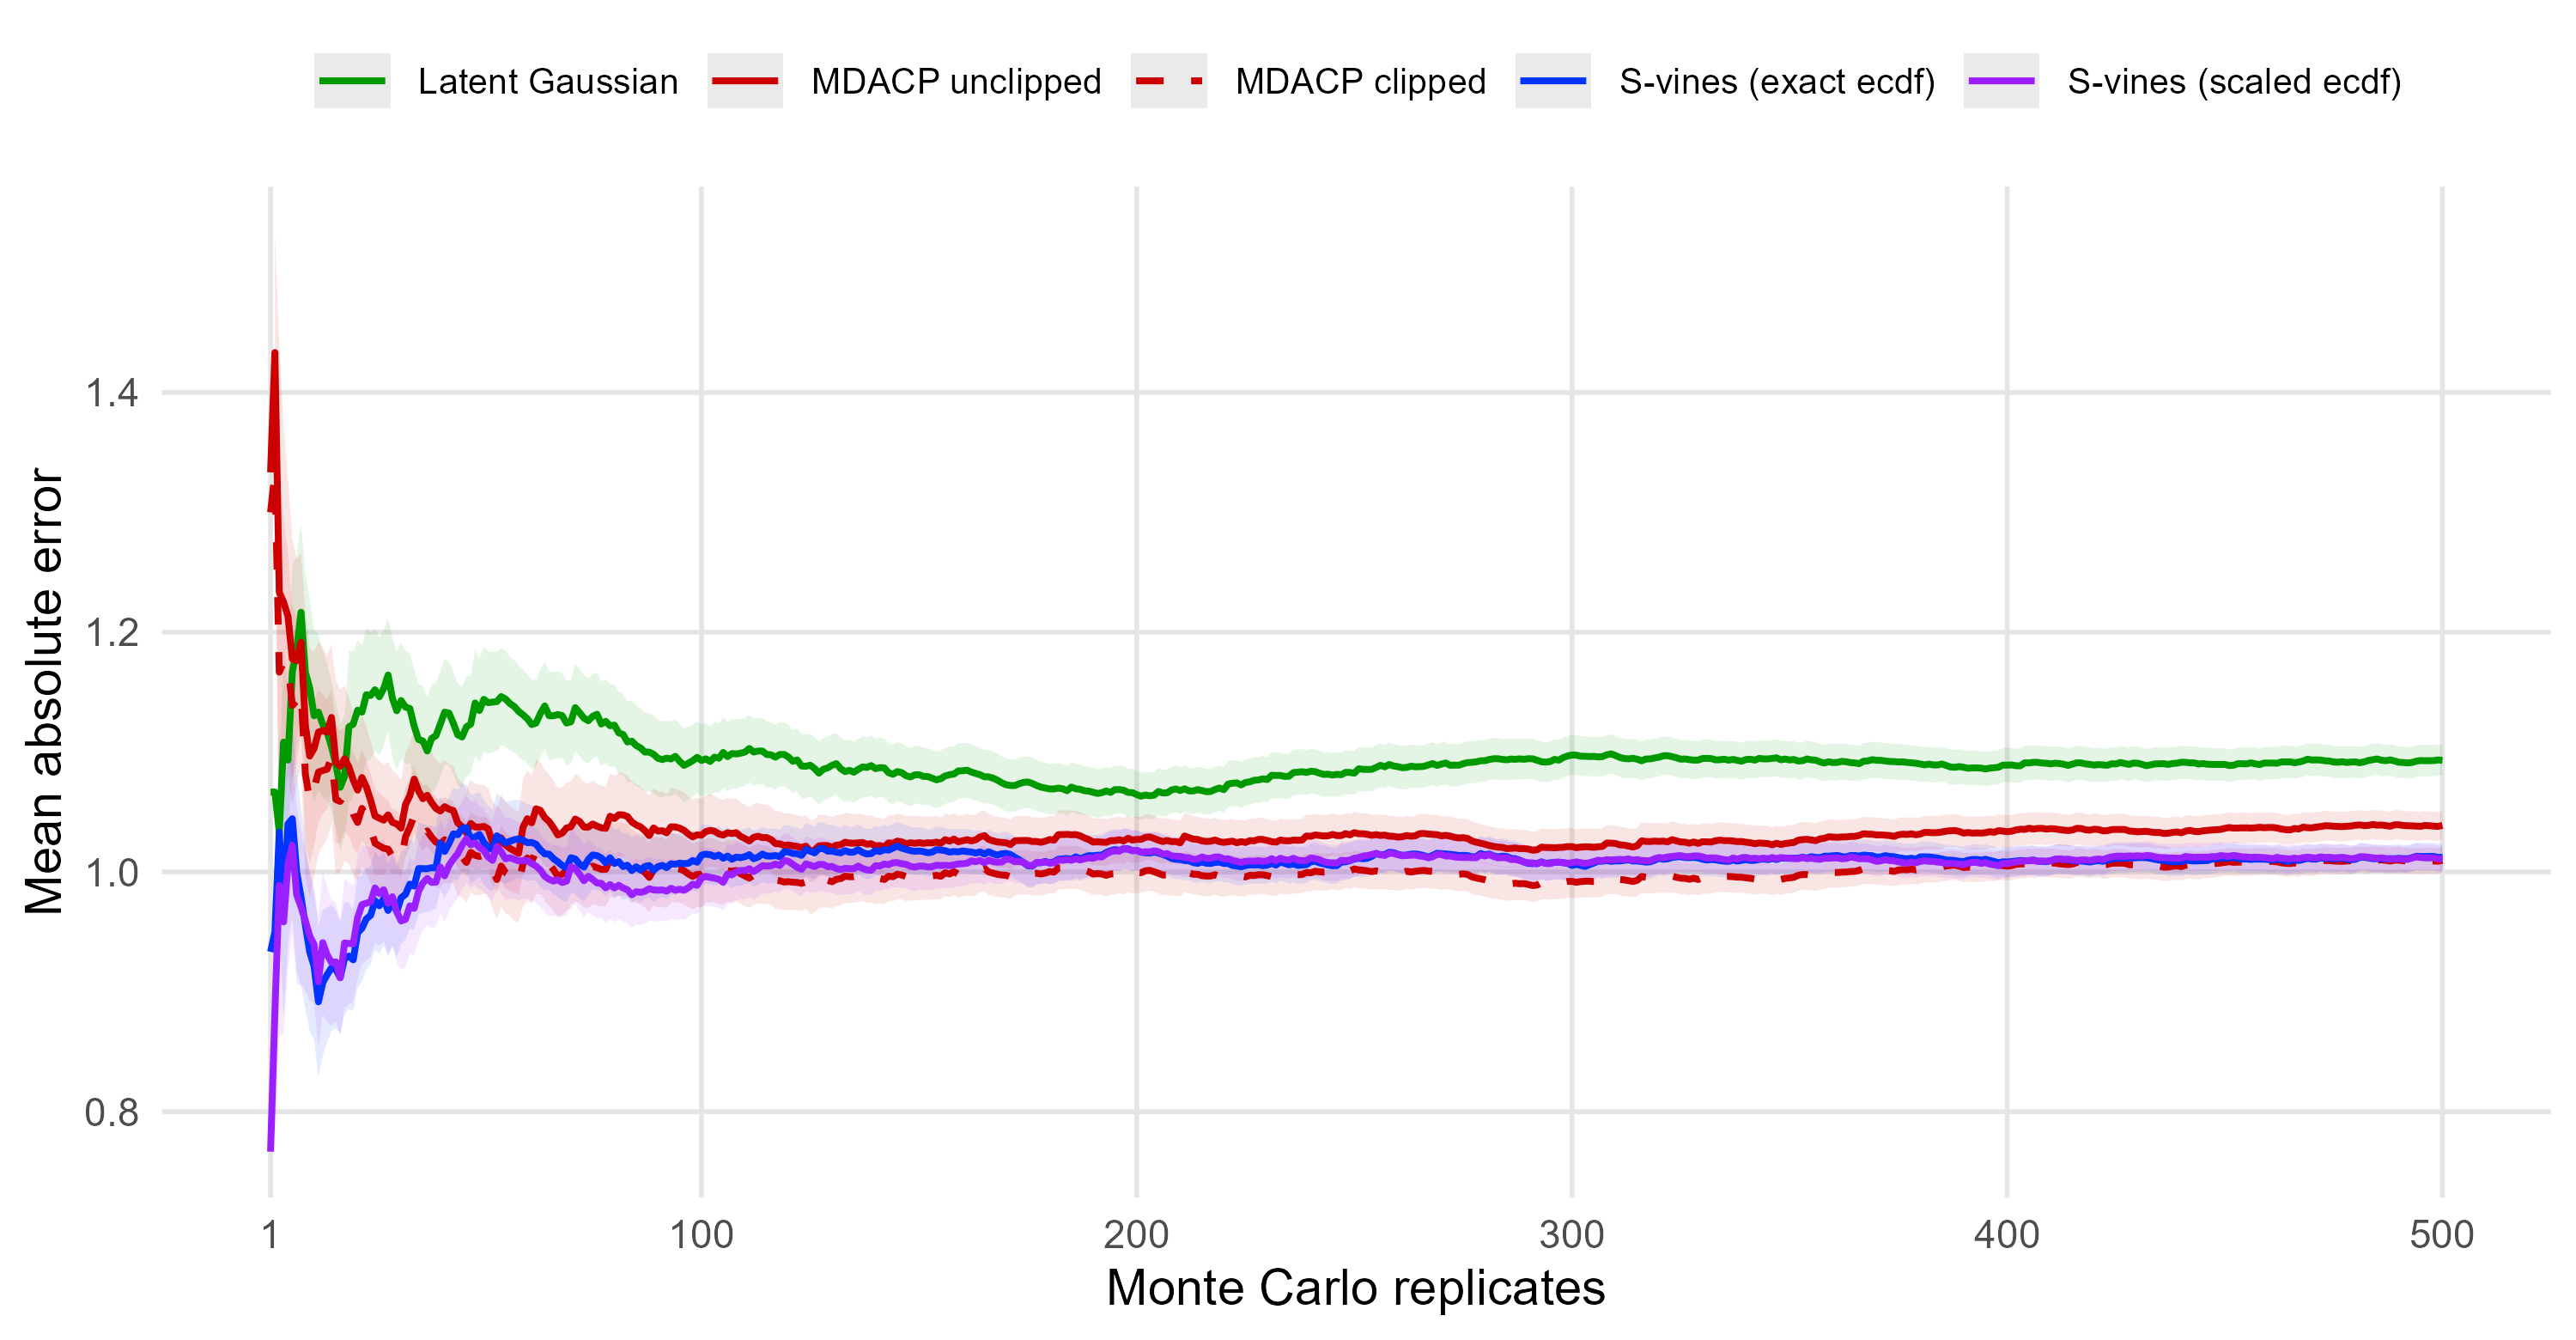 Latent Gaussian MDACP unclipped MDACP clipped S-vines (exact ecdf) S-vines (scaled ecdf)
Mean absolute error
1.4
1.2
1.0
0.8
1 100 200 300 400 500
Monte Carlo replicates